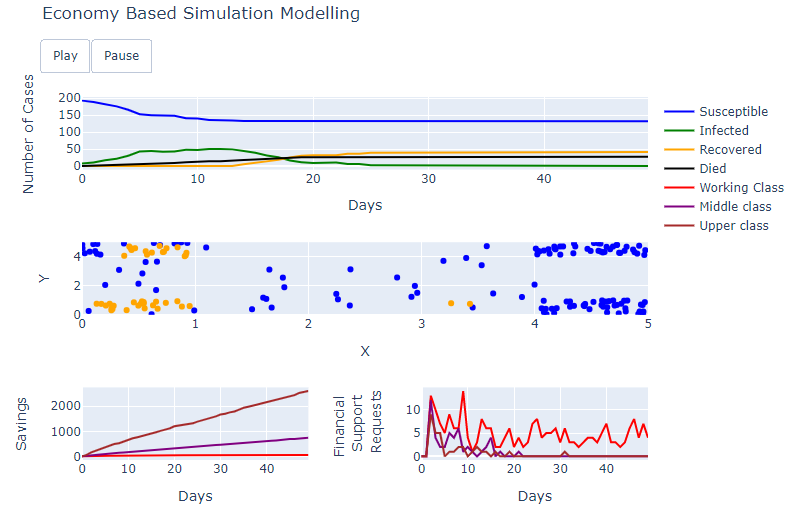 Economy Based Simulation Modelling
Play
Pause
Number of Cases
200
150
100
50
0
0 10 20 30 40
Days
Susceptible
Infected
Recovered
Died
Working Class
Middle class
Upper class
Y
4
2
0
0 1 2 3 4 5
X
Savings
2000
1000
0
0 10 20 30 40
Days
Financial
Support
Requests
10
5
0
0 10 20 30 40
Days